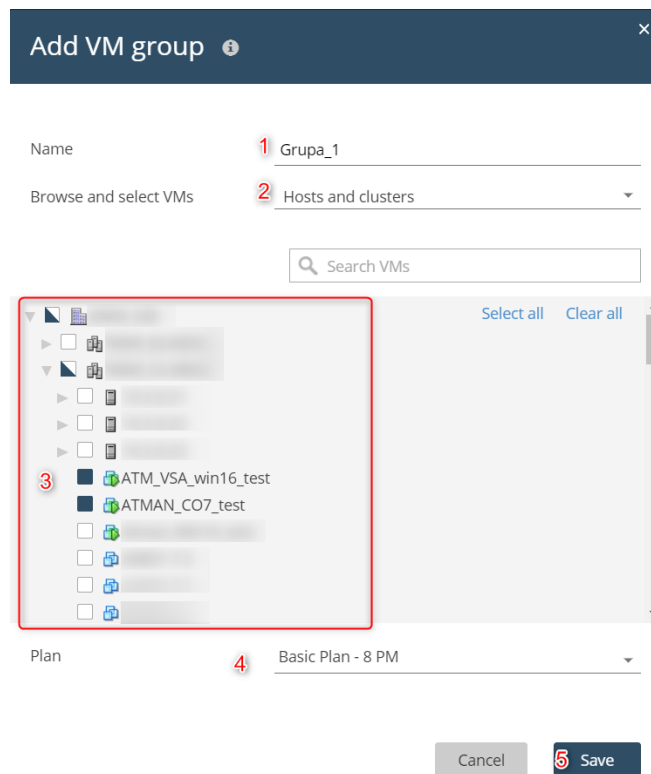 Add VM group
Name 1 Grupa_1
Browse and select VMs 2 Hosts and clusters
Search VMs
Select all Clear all
3 ATM_VSA_win16_test
ATMAN_CO7_test
Plan 4 Basic Plan - 8 PM
Cancel 5 Save